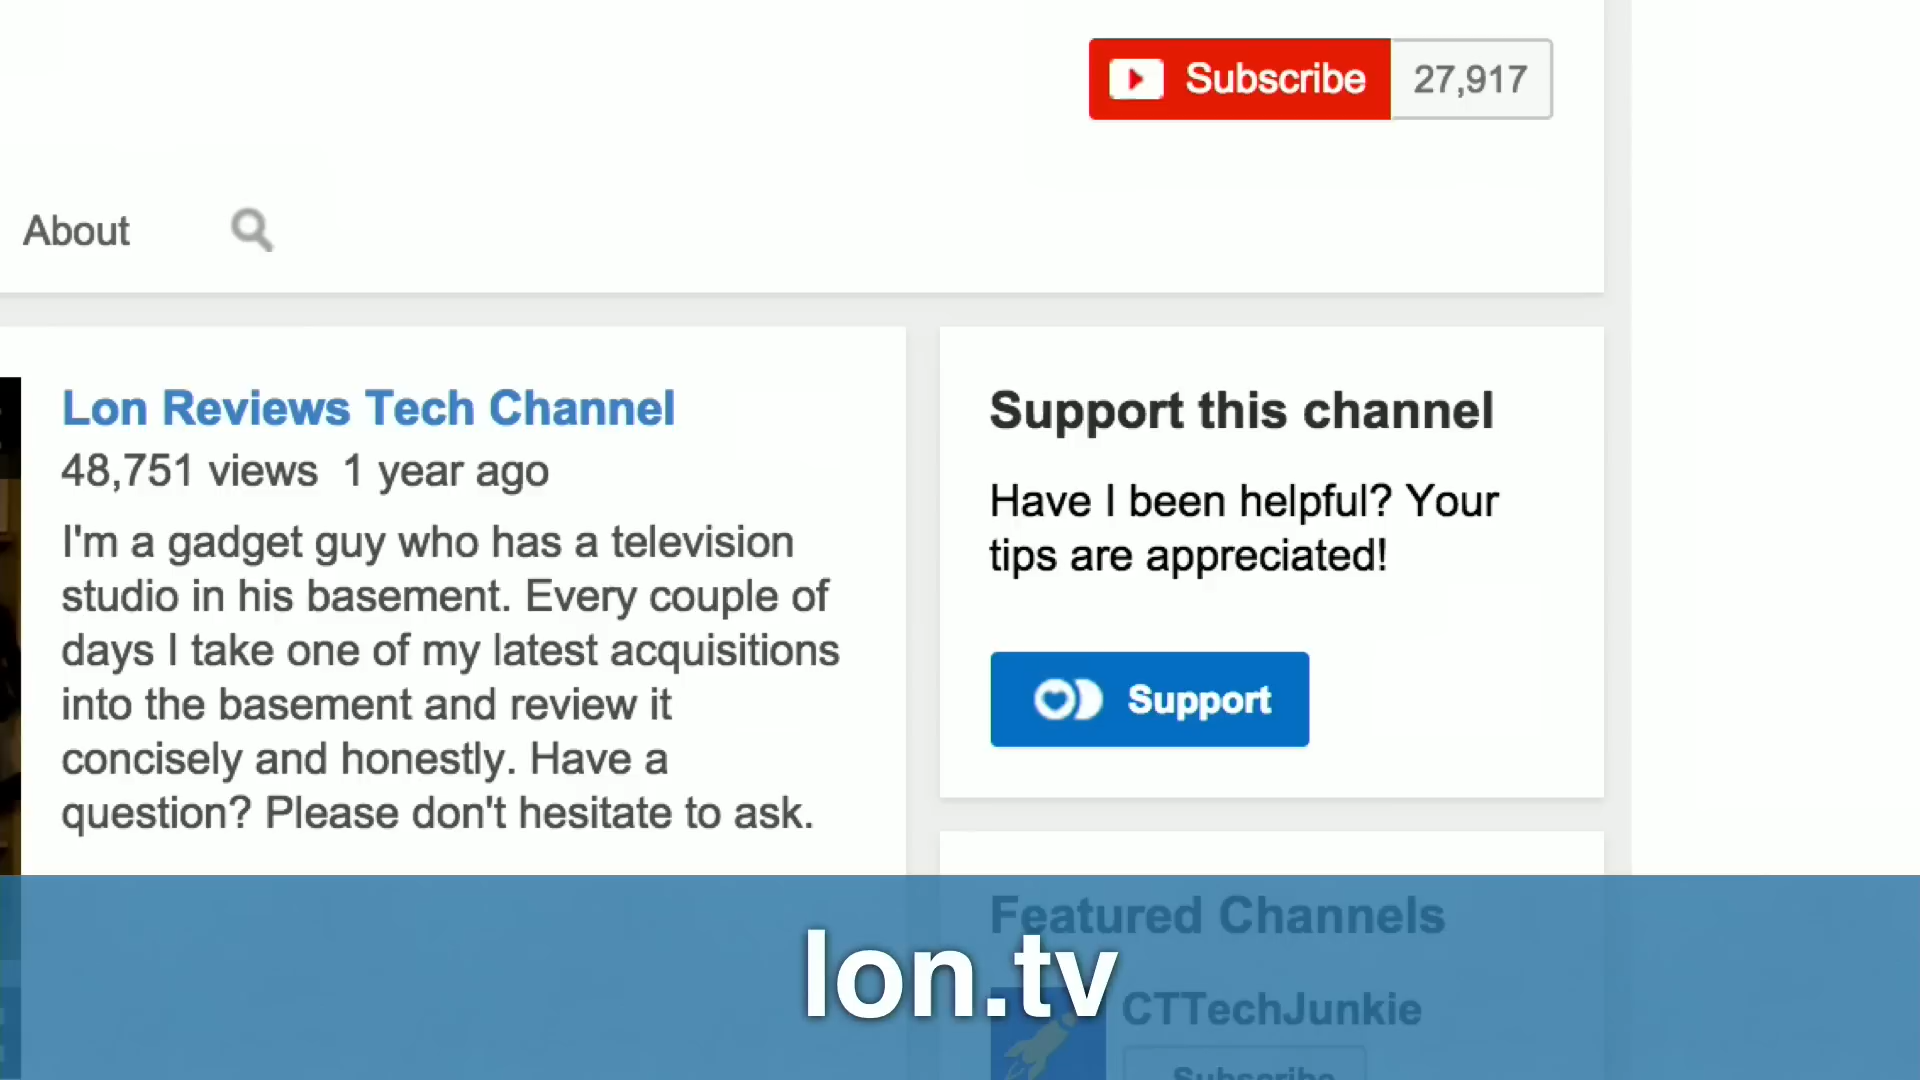 Subscribe 27,917
About
Lon Reviews Tech Channel
48,751 views 1 year ago
I'm a gadget guy who has a television
studio in his basement. Every couple of
days I take one of my latest acquisitions
into the basement and review it
concisely and honestly. Have a
question? Please don't hesitate to ask.
Support this channel
Have I been helpful? Your
tips are appreciated!
Support
Featured Channels
CTTechJunkie
Subscribe
lon.tv